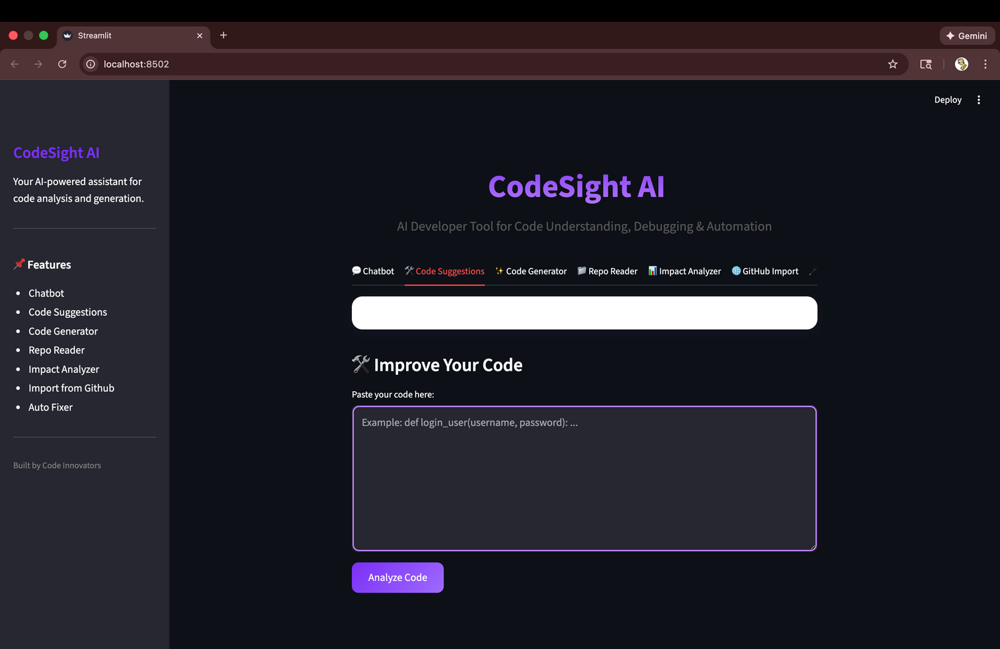 Streamlit
Gemini
localhost:8502
Deploy
CodeSight AI
Your AI-powered assistant for
code analysis and generation.
Features
Chatbot
Code Suggestions
Code Generator
Repo Reader
Impact Analyzer
Import from Github
Auto Fixer
Built by Code Innovators
CodeSight AI
AI Developer Tool for Code Understanding, Debugging & Automation
Chatbot Code Suggestions Code Generator Repo Reader Impact Analyzer GitHub Import
Improve Your Code
Paste your code here:
Example: def login_user(username, password): ...
Analyze Code